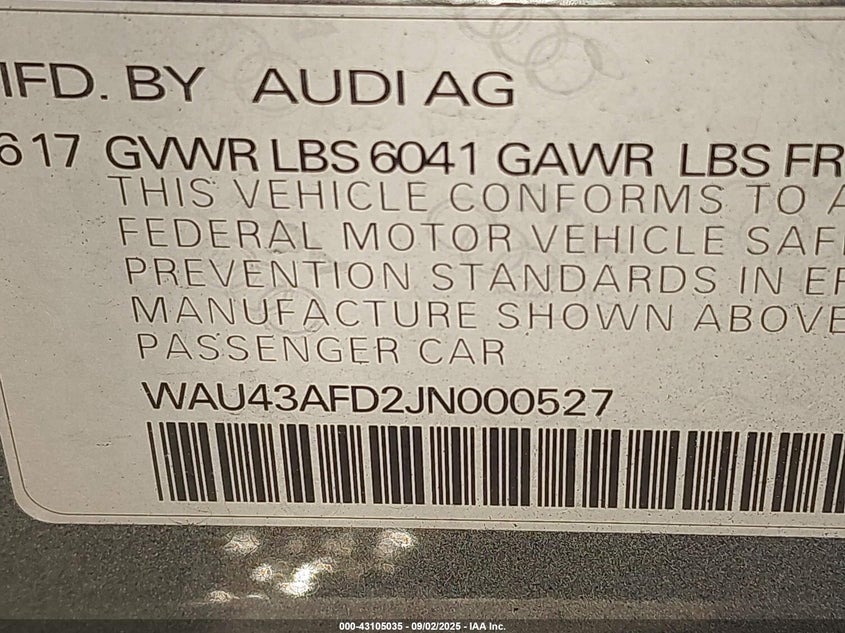 MFD. BY AUDI AG
617 GVWR LBS 6041 GAWR LBS FR
THIS VEHICLE CONFORMS TO A
FEDERAL MOTOR VEHICLE SAF
PREVENTION STANDARDS IN EF
MANUFACTURE SHOWN ABOVE
PASSENGER CAR
WAU43AFD2JN000527
000-43105035 - 09/02/2025 - IAA Inc.